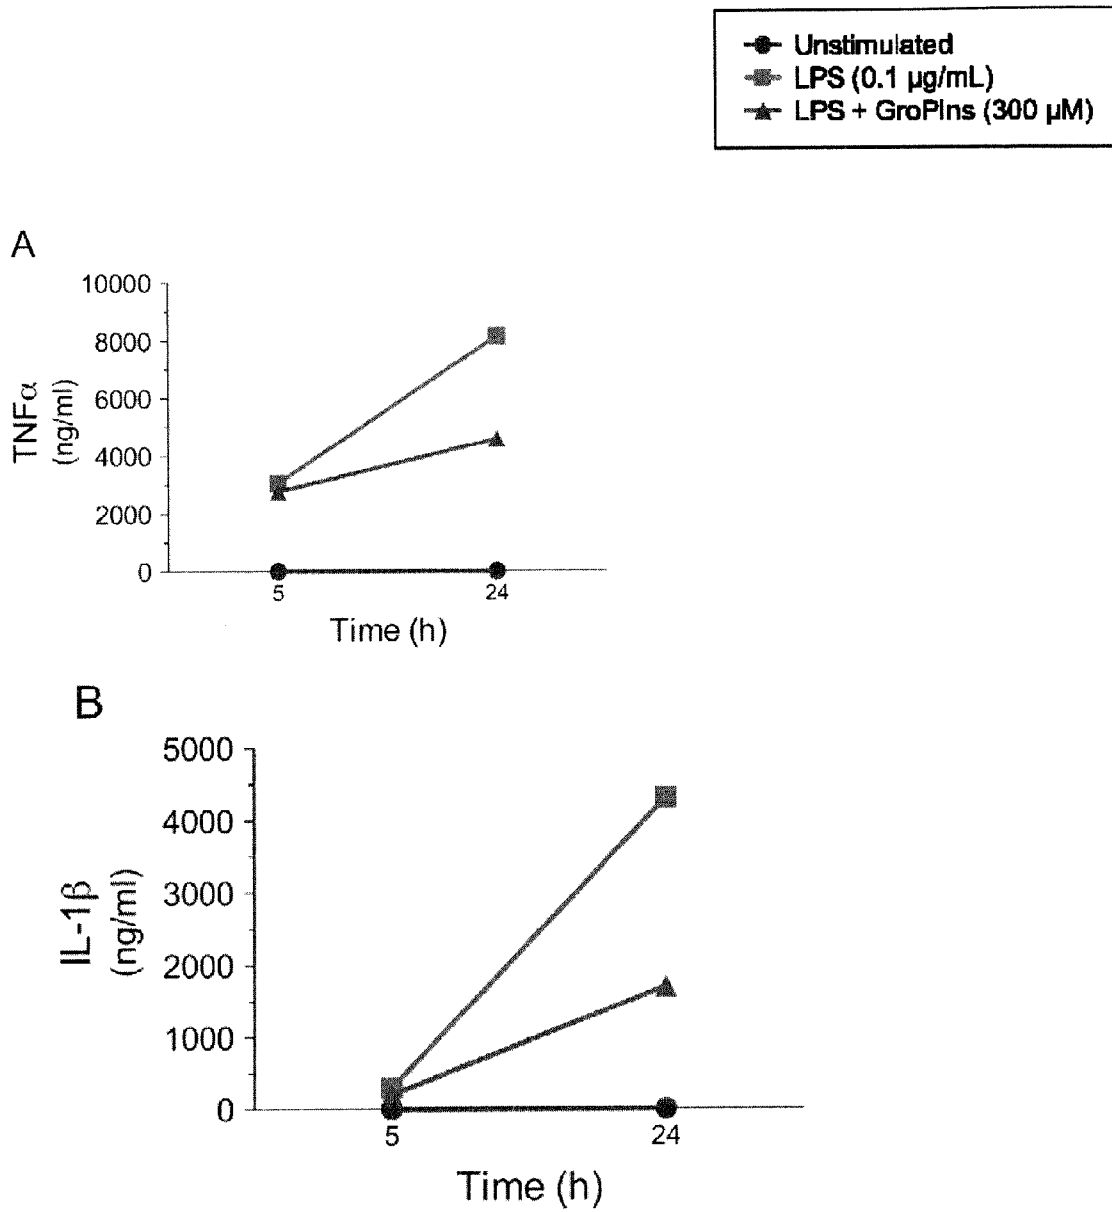 Unstimulated
LPS (0.1 µg/mL)
LPS + GroPIns (300 µM)
A
10000
8000
6000
4000
2000
0
TNFα
(ng/ml)
5
24
Time (h)
B
5000
4000
3000
2000
1000
0
IL-1β
(ng/ml)
5
24
Time (h)